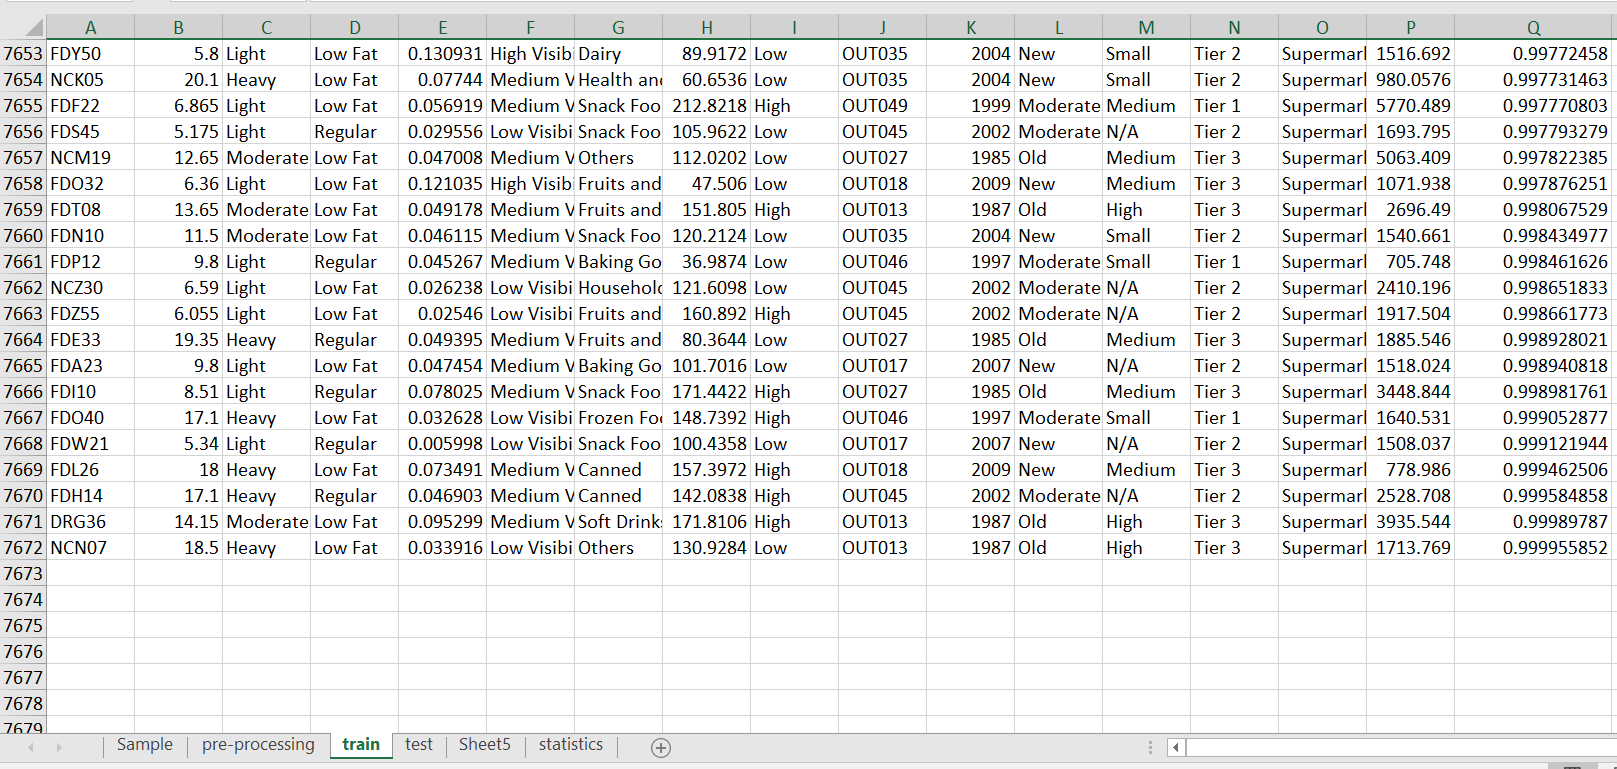 A B C D E F G H I J K L M N O P Q
7653 FDY50 5.8 Light Low Fat 0.130931 High Visib Dairy 89.9172 Low OUT035 2004 New Small Tier 2 Supermarl 1516.692 0.99772458
7654 NCK05 20.1 Heavy Low Fat 0.07744 Medium V Health and 60.6536 Low OUT035 2004 New Small Tier 2 Supermarl 980.0576 0.997731463
7655 FDF22 6.865 Light Low Fat 0.056919 Medium V Snack Foo 212.8218 High OUT049 1999 Moderate Medium Tier 1 Supermarl 5770.489 0.997770803
7656 FDS45 5.175 Light Regular 0.029556 Low Visibi Snack Foo 105.9622 Low OUT045 2002 Moderate N/A Tier 2 Supermarl 1693.795 0.997793279
7657 NCM19 12.65 Moderate Low Fat 0.047008 Medium V Others 112.0202 Low OUT027 1985 Old Medium Tier 3 Supermarl 5063.409 0.997822385
7658 FDO32 6.36 Light Low Fat 0.121035 High Visib Fruits and 47.506 Low OUT018 2009 New Medium Tier 3 Supermarl 1071.938 0.997876251
7659 FDT08 13.65 Moderate Low Fat 0.049178 Medium V Fruits and 151.805 High OUT013 1987 Old High Tier 3 Supermarl 2696.49 0.998067529
7660 FDN10 11.5 Moderate Low Fat 0.046115 Medium V Snack Foo 120.2124 Low OUT035 2004 New Small Tier 2 Supermarl 1540.661 0.998434977
7661 FDP12 9.8 Light Regular 0.045267 Medium V Baking Go 36.9874 Low OUT046 1997 Moderate Small Tier 1 Supermarl 705.748 0.998461626
7662 NCZ30 6.59 Light Low Fat 0.026238 Low Visibi Household 121.6098 Low OUT045 2002 Moderate N/A Tier 2 Supermarl 2410.196 0.998651833
7663 FDZ55 6.055 Light Low Fat 0.02546 Low Visibi Fruits and 160.892 High OUT045 2002 Moderate N/A Tier 2 Supermarl 1917.504 0.998661773
7664 FDE33 19.35 Heavy Regular 0.049395 Medium V Fruits and 80.3644 Low OUT027 1985 Old Medium Tier 3 Supermarl 1885.546 0.998928021
7665 FDA23 9.8 Light Low Fat 0.047454 Medium V Baking Go 101.7016 Low OUT017 2007 New N/A Tier 2 Supermarl 1518.024 0.998940818
7666 FDI10 8.51 Light Regular 0.078025 Medium V Snack Foo 171.4422 High OUT027 1985 Old Medium Tier 3 Supermarl 3448.844 0.998981761
7667 FDO40 17.1 Heavy Low Fat 0.032628 Low Visibi Frozen Foo 148.7392 High OUT046 1997 Moderate Small Tier 1 Supermarl 1640.531 0.999052877
7668 FDW21 5.34 Light Regular 0.005998 Low Visibi Snack Foo 100.4358 Low OUT017 2007 New N/A Tier 2 Supermarl 1508.037 0.999121944
7669 FDL26 18 Heavy Low Fat 0.073491 Medium V Canned 157.3972 High OUT018 2009 New Medium Tier 3 Supermarl 778.986 0.999462506
7670 FDH14 17.1 Heavy Regular 0.046903 Medium V Canned 142.0838 High OUT045 2002 Moderate N/A Tier 2 Supermarl 2528.708 0.999584858
7671 DRG36 14.15 Moderate Low Fat 0.095299 Medium V Soft Drink 171.8106 High OUT013 1987 Old High Tier 3 Supermarl 3935.544 0.99989787
7672 NCN07 18.5 Heavy Low Fat 0.033916 Low Visibi Others 130.9284 Low OUT013 1987 Old High Tier 3 Supermarl 1713.769 0.999955852
7673
7674
7675
7676
7677
7678
7679
Sample pre-processing train test Sheet5 statistics